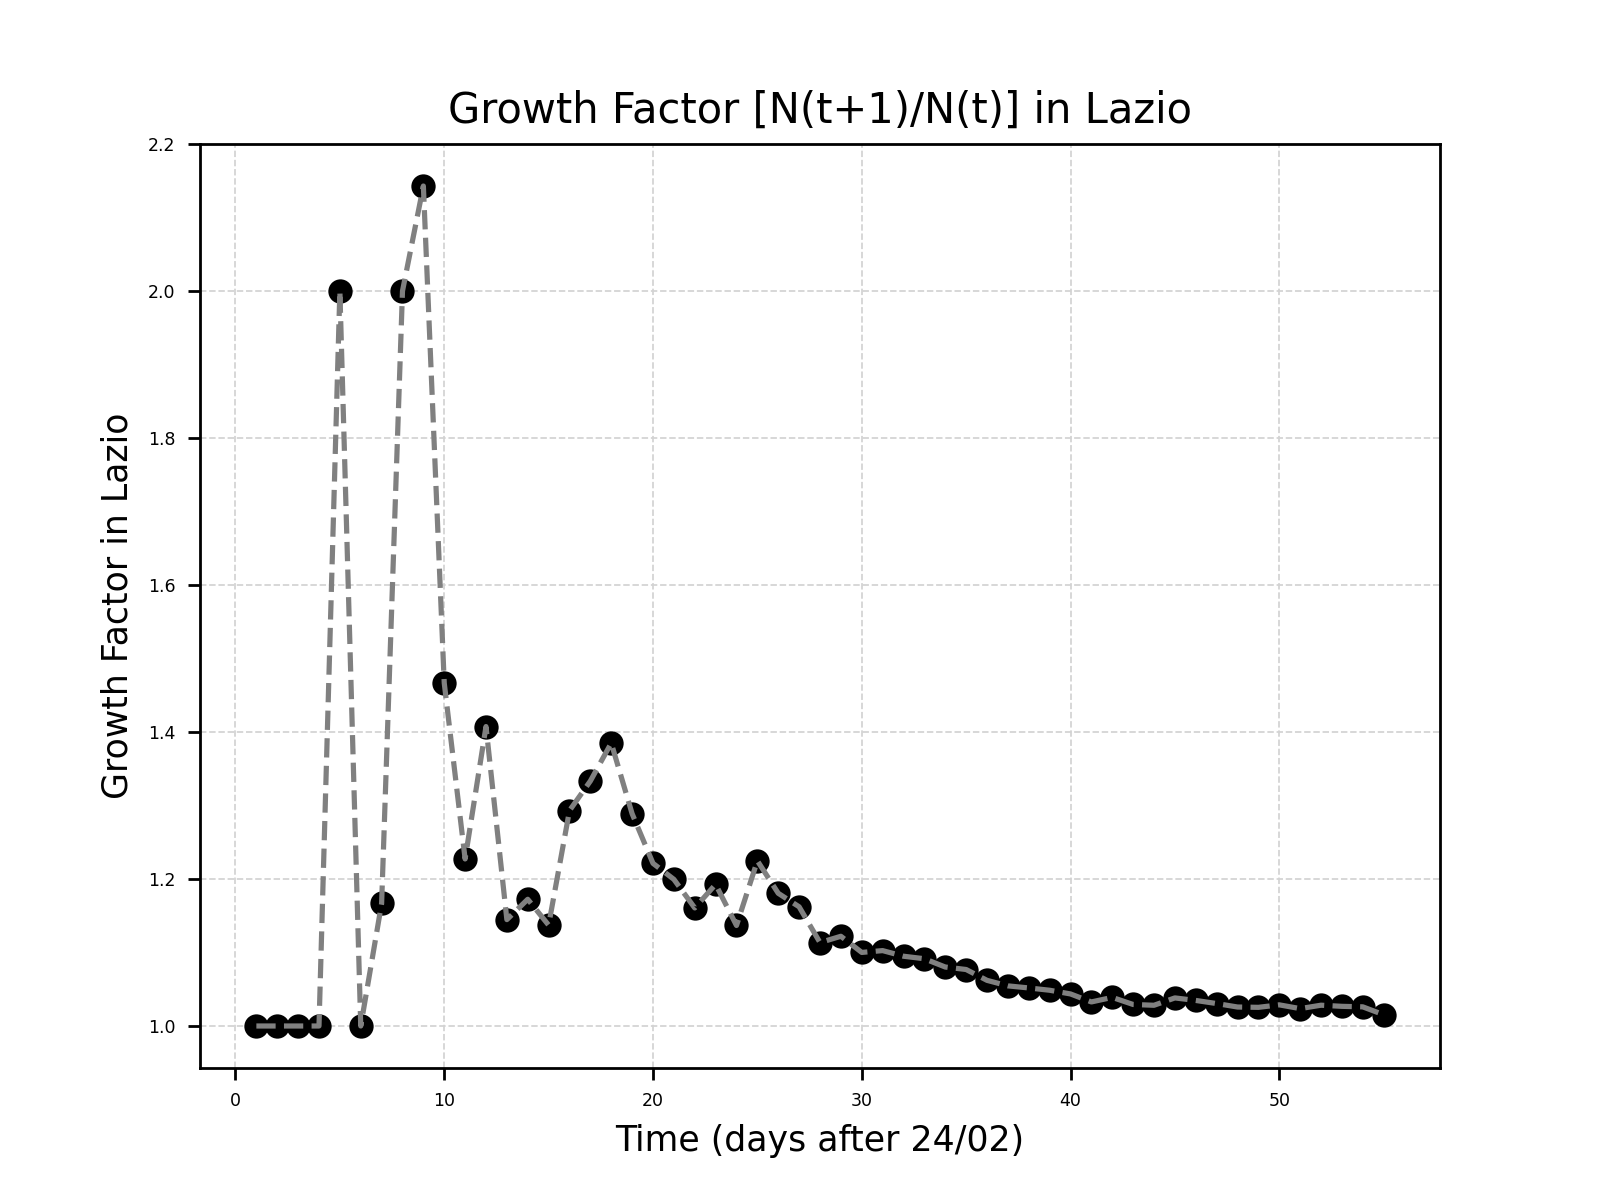 Growth Factor [N(t+1)/N(t)] in Lazio
2.2
2.0
1.8
1.6
1.4
1.2
1.0
Growth Factor in Lazio
0 10 20 30 40 50
Time (days after 24/02)